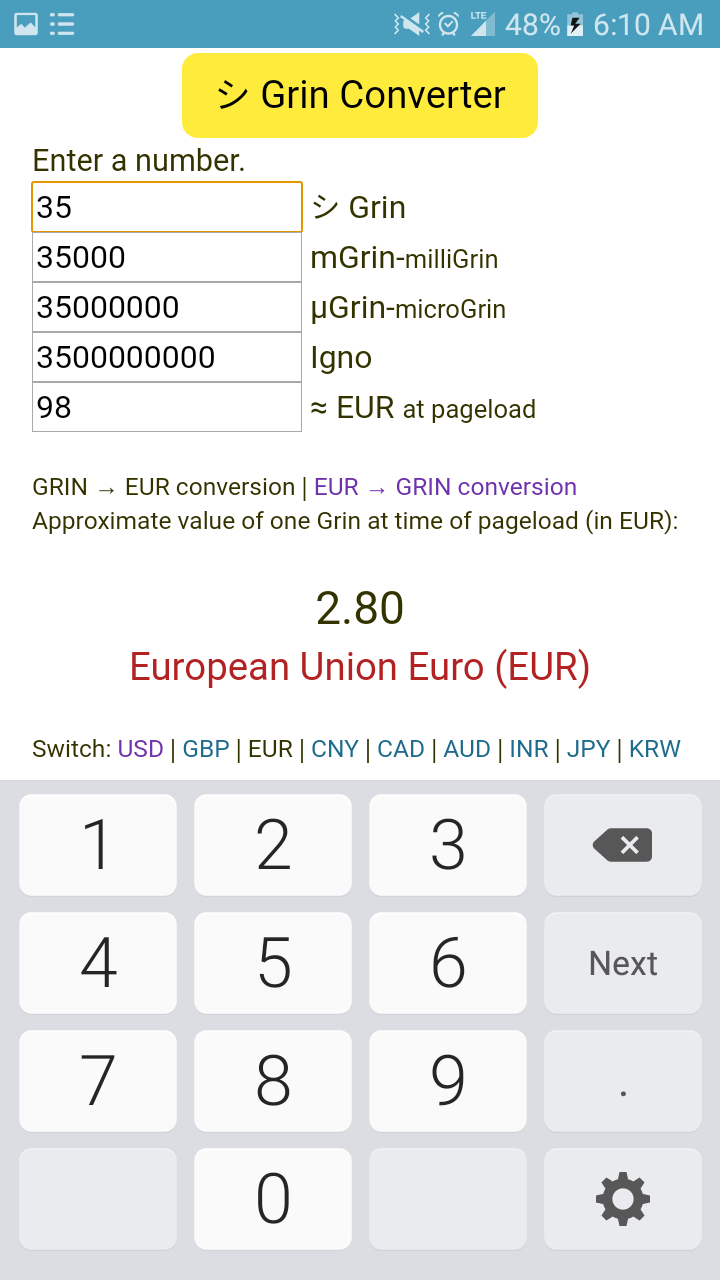 LTE 48% 6:10 AM
シ Grin Converter
Enter a number.
35 シ Grin
35000 mGrin-milliGrin
35000000 µGrin-microGrin
3500000000 Igno
98 ≈ EUR at pageload
GRIN → EUR conversion | EUR → GRIN conversion
Approximate value of one Grin at time of pageload (in EUR):
2.80
European Union Euro (EUR)
Switch: USD | GBP | EUR | CNY | CAD | AUD | INR | JPY | KRW
1 2 3
4 5 6 Next
7 8 9 .
0